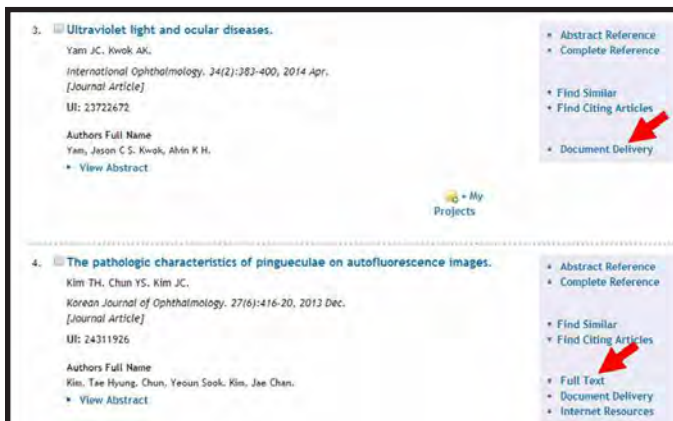 3. Ultraviolet light and ocular diseases.
Yam JC. Kwok AK.
International Ophthalmology. 34(2):383-400, 2014 Apr.
[Journal Article]
UI: 23722672
Authors Full Name
Yam, Jason C S. Kwok, Alvin K H.
• View Abstract
• Abstract Reference
• Complete Reference
• Find Similar
• Find Citing Articles
• Document Delivery
+ My
Projects
4. The pathologic characteristics of pingueculae on autofluorescence images.
Kim TH. Chun YS. Kim JC.
Korean Journal of Ophthalmology. 27(6):416-20, 2013 Dec.
[Journal Article]
UI: 24311926
Authors Full Name
Kim, Tae Hyung. Chun, Yeoun Sook. Kim, Jae Chan.
• View Abstract
• Abstract Reference
• Complete Reference
• Find Similar
• Find Citing Articles
• Full Text
• Document Delivery
• Internet Resources